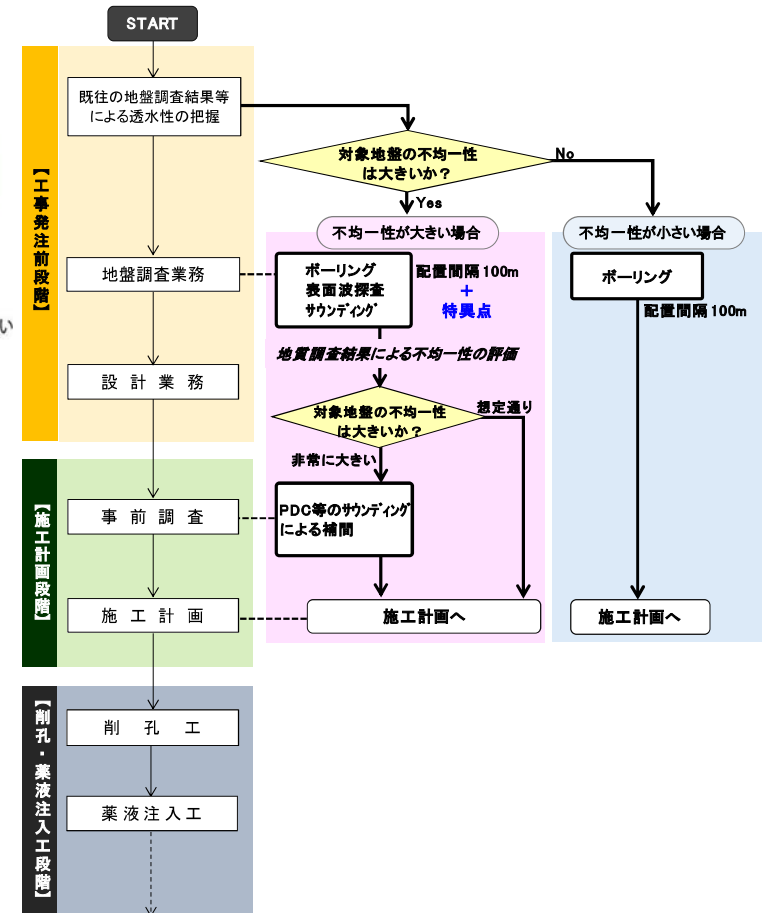 START
【工事発注前段階】
既往の地盤調査結果等
による透水性の把握
対象地盤の不均一性
は大きいか？
No
Yes
不均一性が大きい場合
不均一性が小さい場合
地盤調査業務
ボーリング
表面波探査
サウンディング
配置間隔100m
＋
特異点
ボーリング
配置間隔100m
い
地質調査結果による不均一性の評価
設計業務
対象地盤の不均一性
は大きいか？
想定通り
非常に大きい
【施工計画段階】
事前調査
PDC等のサウンディング
による補間
施工計画
施工計画へ
施工計画へ
【削孔・薬液注入工段階】
削孔工
薬液注入工